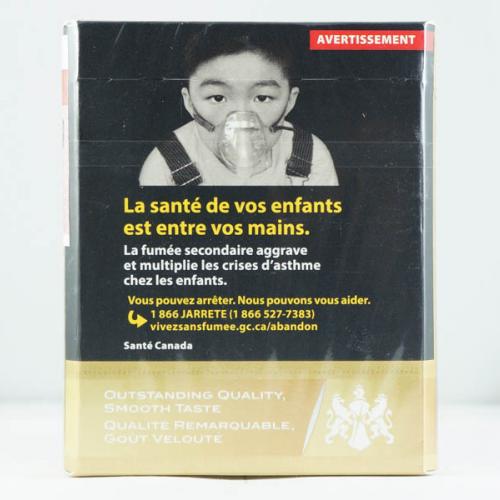 AVERTISSEMENT
La santé de vos enfants
est entre vos mains.
La fumée secondaire aggrave
et multiplie les crises d'asthme
chez les enfants.
Vous pouvez arrêter. Nous pouvons vous aider.
1 866 JARRETE (1 866 527-7383)
vivezsansfumee.gc.ca/abandon
Santé Canada
OUTSTANDING QUALITY,
SMOOTH TASTE
QUALITÉ REMARQUABLE,
GOÛT VELOUTÉ